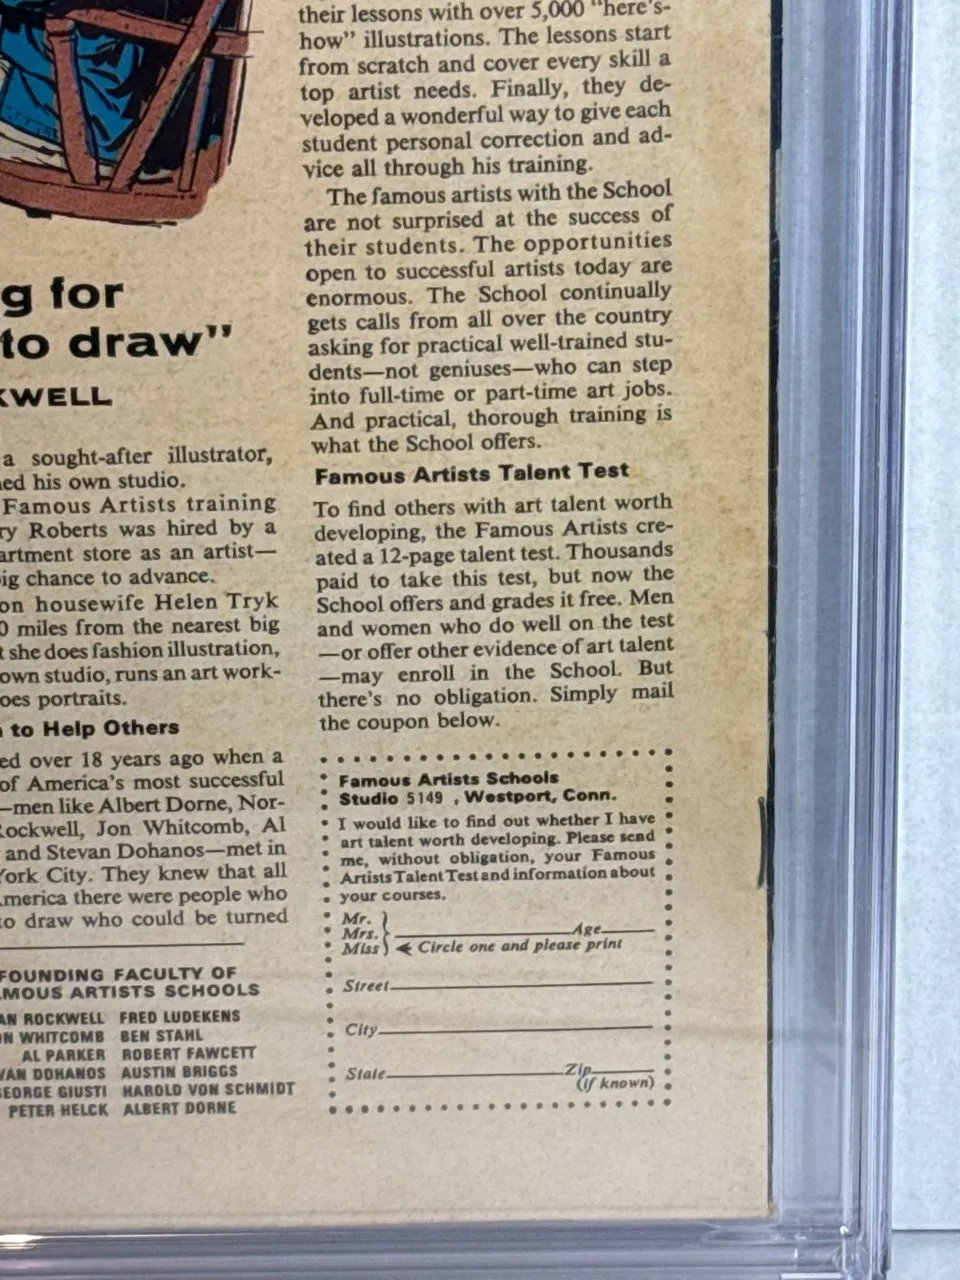 g for
to draw"
KWELL
a sought-after illustrator,
ed his own studio.
Famous Artists training
ry Roberts was hired by a
artment store as an artist—
ig chance to advance.
on housewife Helen Tryk
0 miles from the nearest big
t she does fashion illustration,
own studio, runs an art work-
oes portraits.
to Help Others
ed over 18 years ago when a
of America's most successful
—men like Albert Dorne, Nor-
Rockwell, Jon Whitcomb, Al
and Stevan Dohanos—met in
York City. They knew that all
America there were people who
to draw who could be turned
FOUNDING FACULTY OF
MOUS ARTISTS SCHOOLS
AN ROCKWELL FRED LUDEKENS
N WHITCOMB BEN STAHL
AL PARKER ROBERT FAWCETT
VAN DOHANOS AUSTIN BRIGGS
GEORGE GIUSTI HAROLD VON SCHMIDT
PETER HELCK ALBERT DORNE
their lessons with over 5,000 "here's-
how" illustrations. The lessons start
from scratch and cover every skill a
top artist needs. Finally, they de-
veloped a wonderful way to give each
student personal correction and ad-
vice all through his training.
The famous artists with the School
are not surprised at the success of
their students. The opportunities
open to successful artists today are
enormous. The School continually
gets calls from all over the country
asking for practical well-trained stu-
dents—not geniuses—who can step
into full-time or part-time art jobs.
And practical, thorough training is
what the School offers.
Famous Artists Talent Test
To find others with art talent worth
developing, the Famous Artists cre-
ated a 12-page talent test. Thousands
paid to take this test, but now the
School offers and grades it free. Men
and women who do well on the test
—or offer other evidence of art talent
—may enroll in the School. But
there's no obligation. Simply mail
the coupon below.
Famous Artists Schools
Studio 5149 , Westport, Conn.
I would like to find out whether I have
art talent worth developing. Please send
me, without obligation, your Famous
Artists Talent Test and information about
your courses.
Mr.
Mrs. Age
Miss Circle one and please print
Street
City
State Zip
(if known)